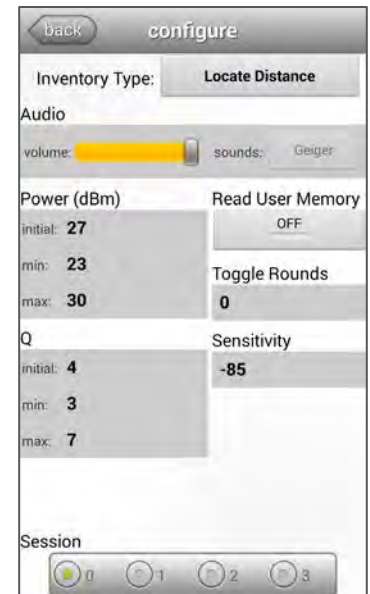 back configure
Inventory Type: Locate Distance
Audio
volume: sounds: Geiger
Power (dBm)
initial: 27
min: 23
max: 30
Read User Memory
OFF
Toggle Rounds
0
Q
initial: 4
min: 3
max: 7
Sensitivity
-85
Session
0 1 2 3